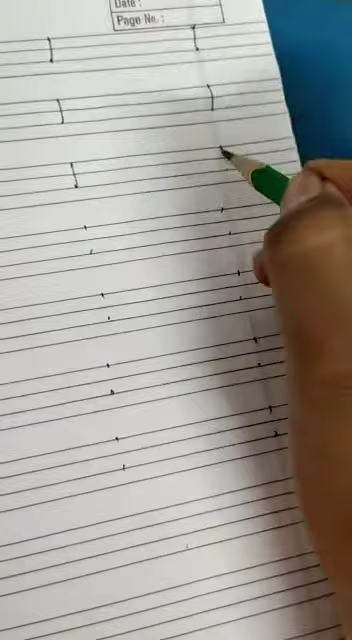 Date :
Page No. :